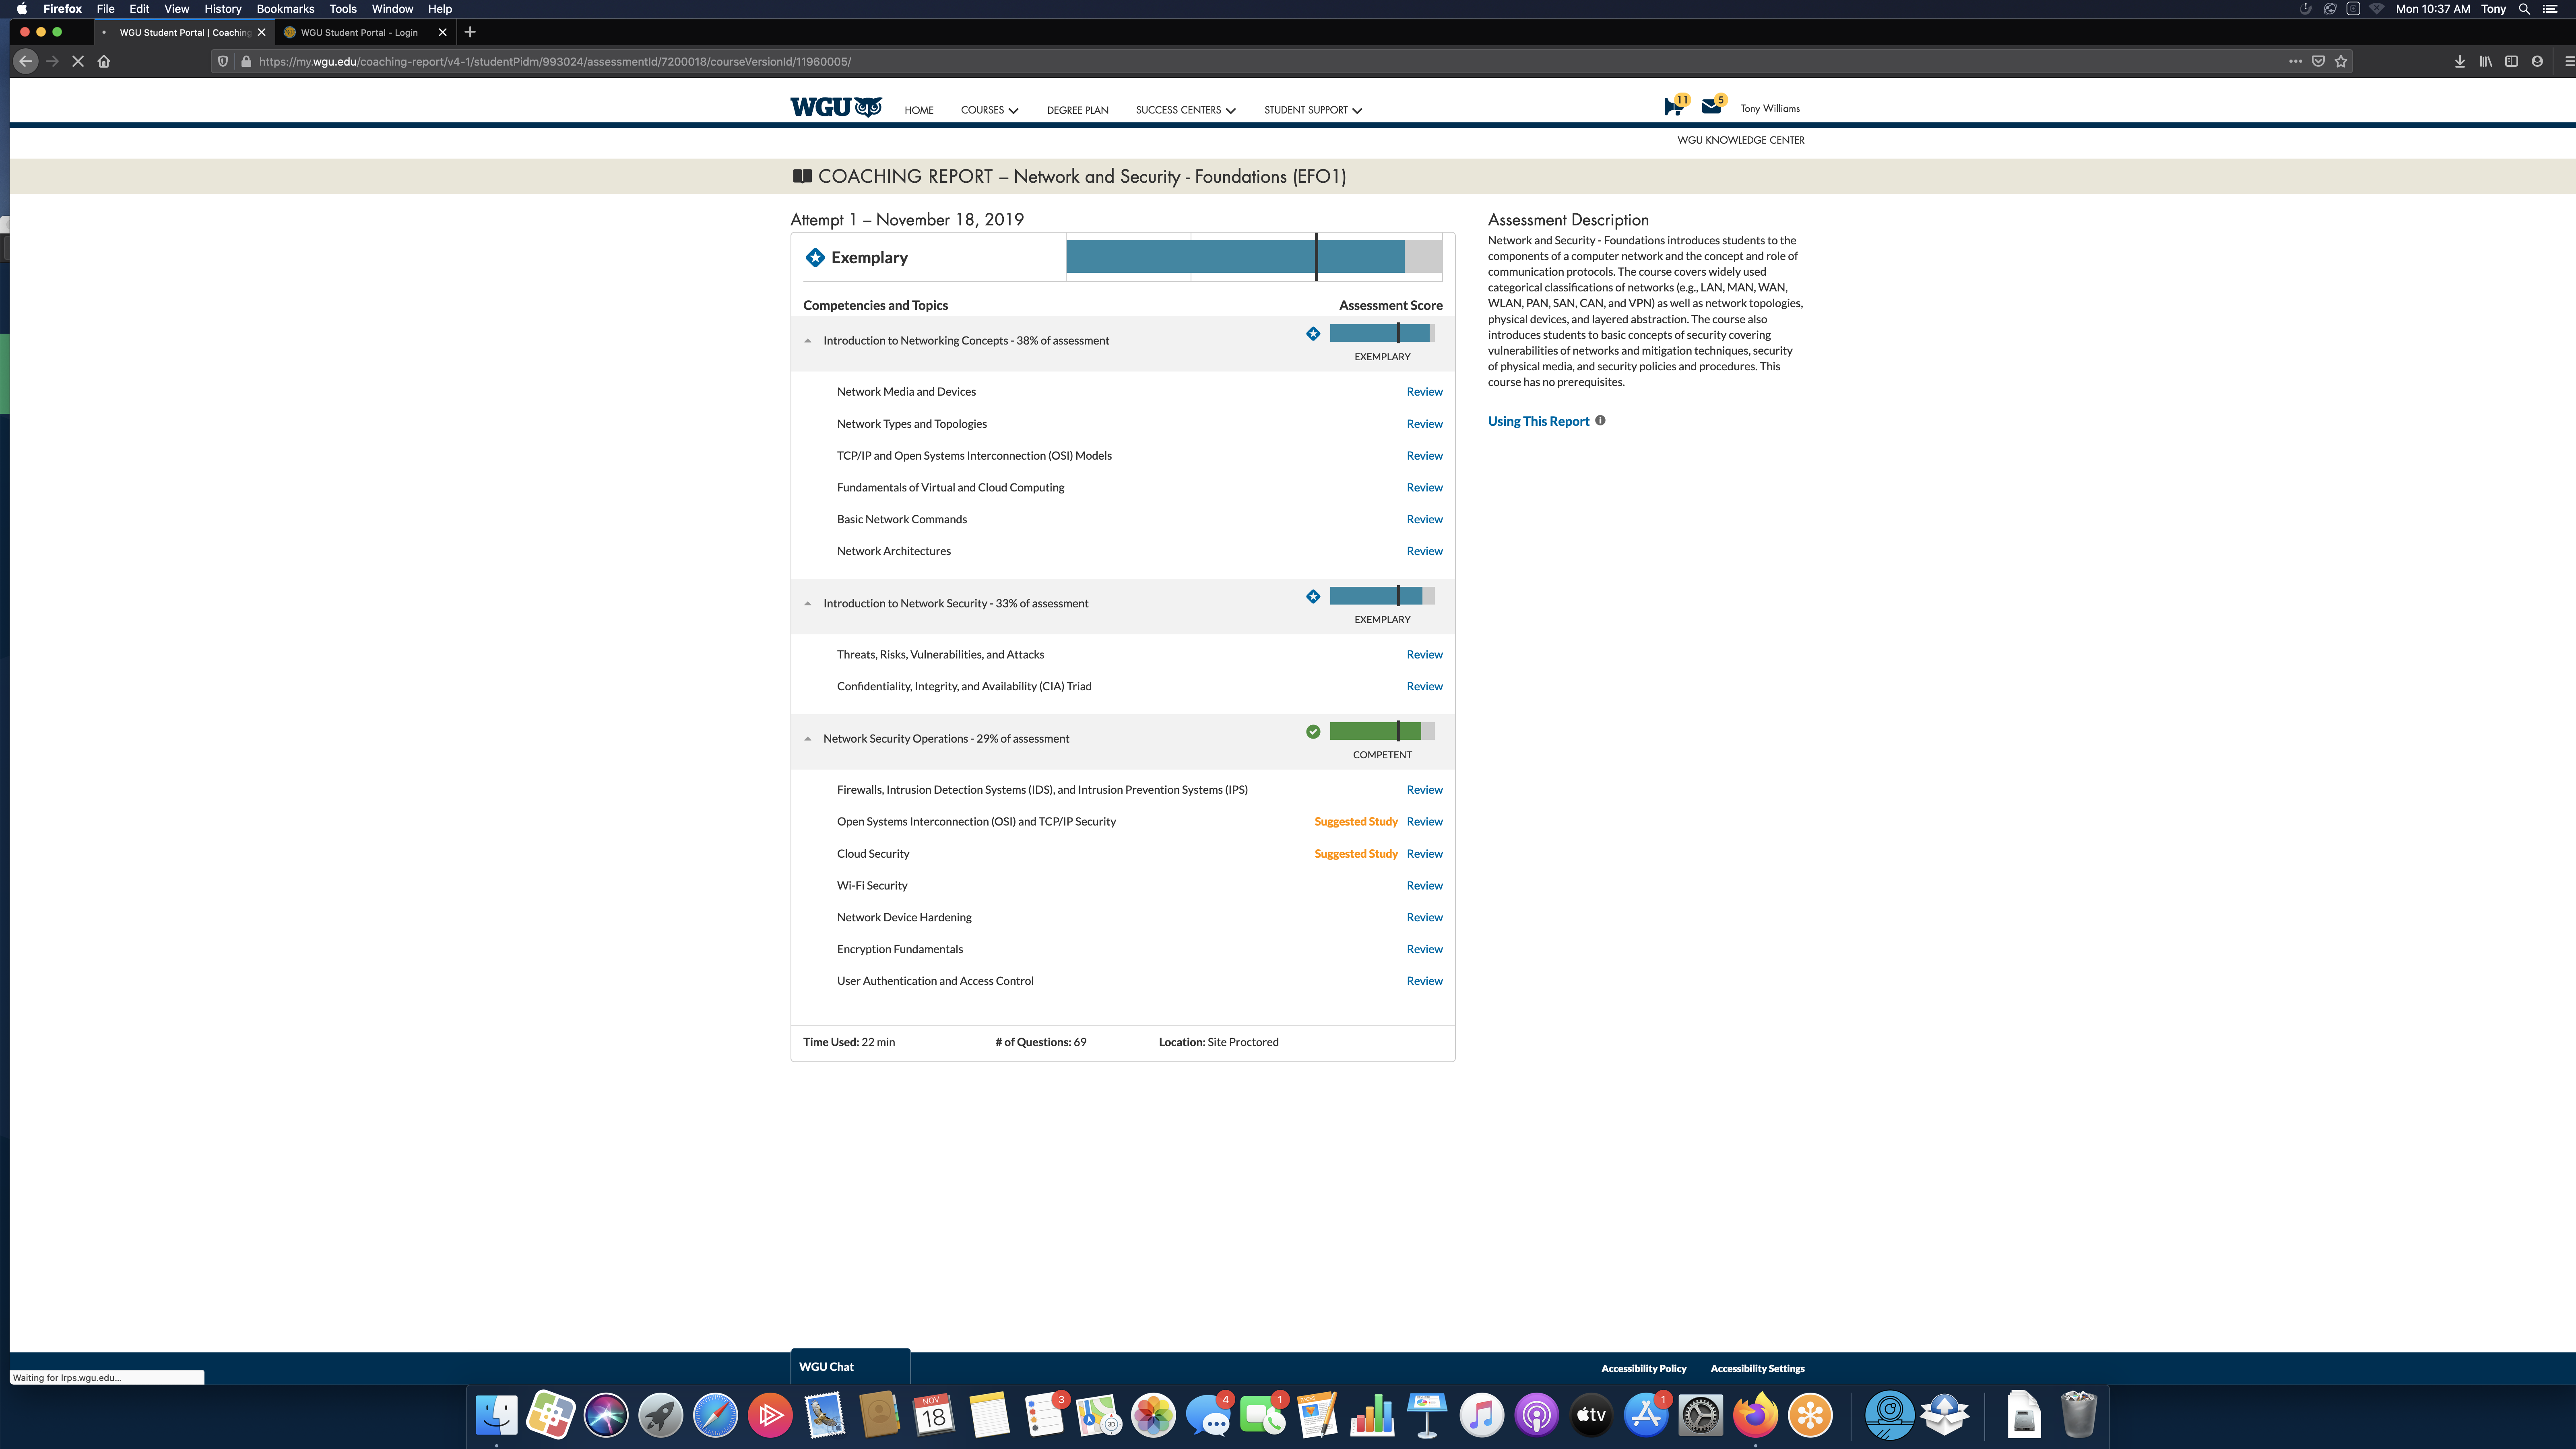 Firefox File Edit View History Bookmarks Tools Window Help Mon 10:37 AM Tony
WGU Student Portal | Coaching WGU Student Portal - Login
https://my.wgu.edu/coaching-report/v4-1/studentPidm/993024/assessmentId/7200018/courseVersionId/11960005/
WGU HOME COURSES DEGREE PLAN SUCCESS CENTERS STUDENT SUPPORT 11 5 Tony Williams
WGU KNOWLEDGE CENTER
COACHING REPORT – Network and Security - Foundations (EFO1)
Attempt 1 – November 18, 2019
Exemplary
Competencies and Topics Assessment Score
Introduction to Networking Concepts - 38% of assessment
EXEMPLARY
Network Media and Devices Review
Network Types and Topologies Review
TCP/IP and Open Systems Interconnection (OSI) Models Review
Fundamentals of Virtual and Cloud Computing Review
Basic Network Commands Review
Network Architectures Review
Introduction to Network Security - 33% of assessment
EXEMPLARY
Threats, Risks, Vulnerabilities, and Attacks Review
Confidentiality, Integrity, and Availability (CIA) Triad Review
Network Security Operations - 29% of assessment
COMPETENT
Firewalls, Intrusion Detection Systems (IDS), and Intrusion Prevention Systems (IPS) Review
Open Systems Interconnection (OSI) and TCP/IP Security Suggested Study Review
Cloud Security Suggested Study Review
Wi-Fi Security Review
Network Device Hardening Review
Encryption Fundamentals Review
User Authentication and Access Control Review
Time Used: 22 min # of Questions: 69 Location: Site Proctored
Assessment Description
Network and Security - Foundations introduces students to the
components of a computer network and the concept and role of
communication protocols. The course covers widely used
categorical classifications of networks (e.g., LAN, MAN, WAN,
WLAN, PAN, SAN, CAN, and VPN) as well as network topologies,
physical devices, and layered abstraction. The course also
introduces students to basic concepts of security covering
vulnerabilities of networks and mitigation techniques, security
of physical media, and security policies and procedures. This
course has no prerequisites.
Using This Report
WGU Chat Accessibility Policy Accessibility Settings
Waiting for lrps.wgu.edu...
NOV 3 4 1 1
18 3D tv